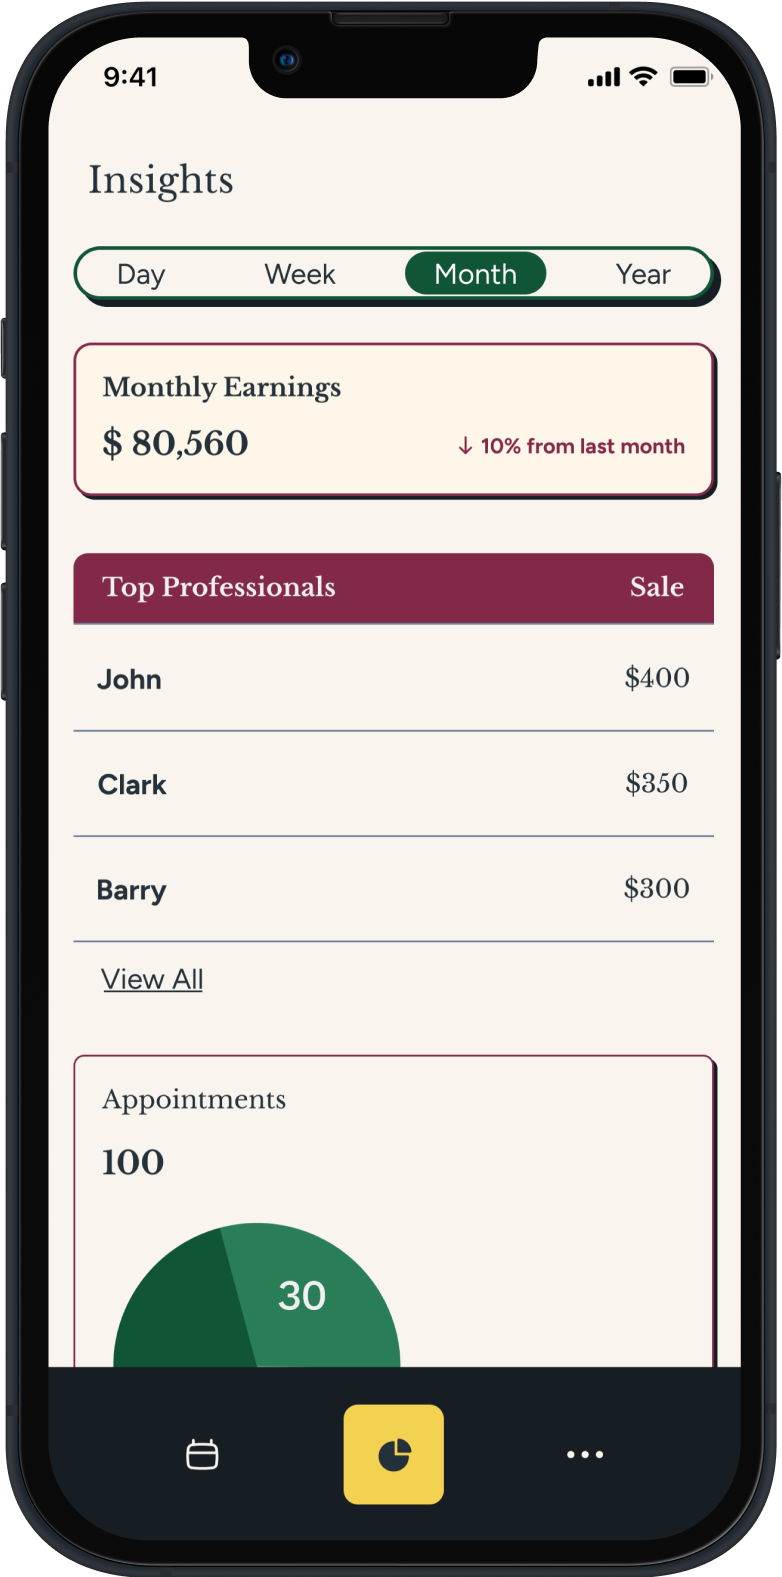 9:41
Insights
Day Week Month Year
Monthly Earnings
$ 80,560 ↓ 10% from last month
Top Professionals Sale
John $400
Clark $350
Barry $300
View All
Appointments
100
30